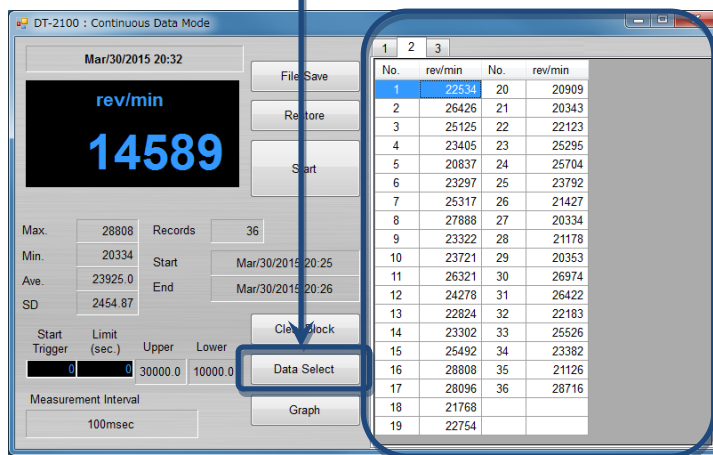 DT-2100 : Continuous Data Mode
Mar/30/2015 20:32
rev/min
14589
File Save
Restore
Start
Max. 28808 Records 36
Min. 20334 Start Mar/30/2015 20:25
Ave. 23925.0 End Mar/30/2015 20:26
SD 2454.87
Start Trigger 0
Limit (sec.) 0
Upper 30000.0
Lower 10000.0
Clear Block
Data Select
Graph
Measurement Interval
100msec
1 2 3
No. rev/min No. rev/min
1 22534 20 20909
2 26426 21 20343
3 25125 22 22123
4 23405 23 25295
5 20837 24 25704
6 23297 25 23792
7 25317 26 21427
8 27888 27 20334
9 23322 28 21178
10 23721 29 20353
11 26321 30 26974
12 24278 31 26422
13 22824 32 22183
14 23302 33 25526
15 25492 34 23382
16 28808 35 21126
17 28096 36 28716
18 21768
19 22754